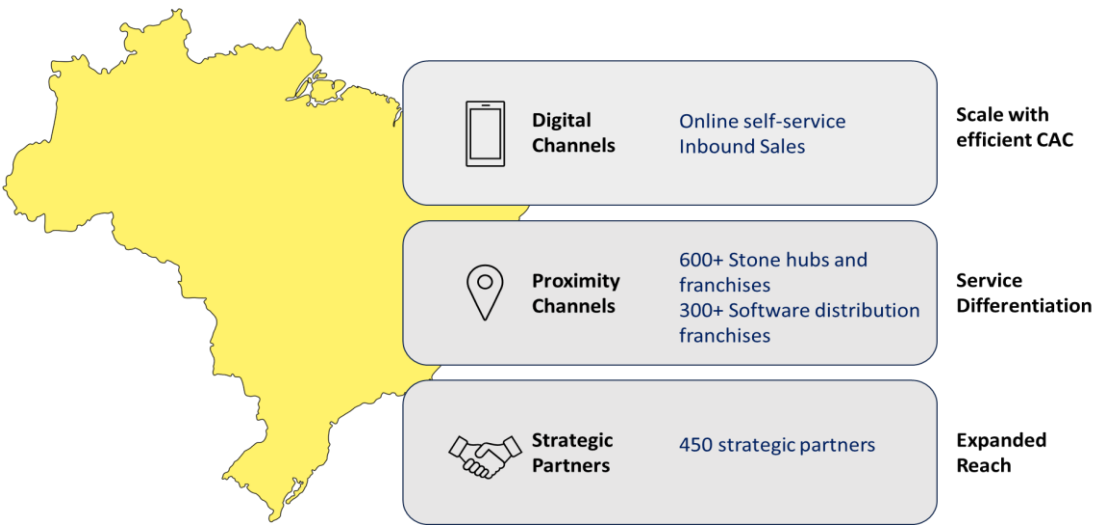 Digital
Channels
Online self-service
Inbound Sales
Scale with
efficient CAC
Proximity
Channels
600+ Stone hubs and
franchises
300+ Software distribution
franchises
Service
Differentiation
Strategic
Partners
450 strategic partners
Expanded
Reach